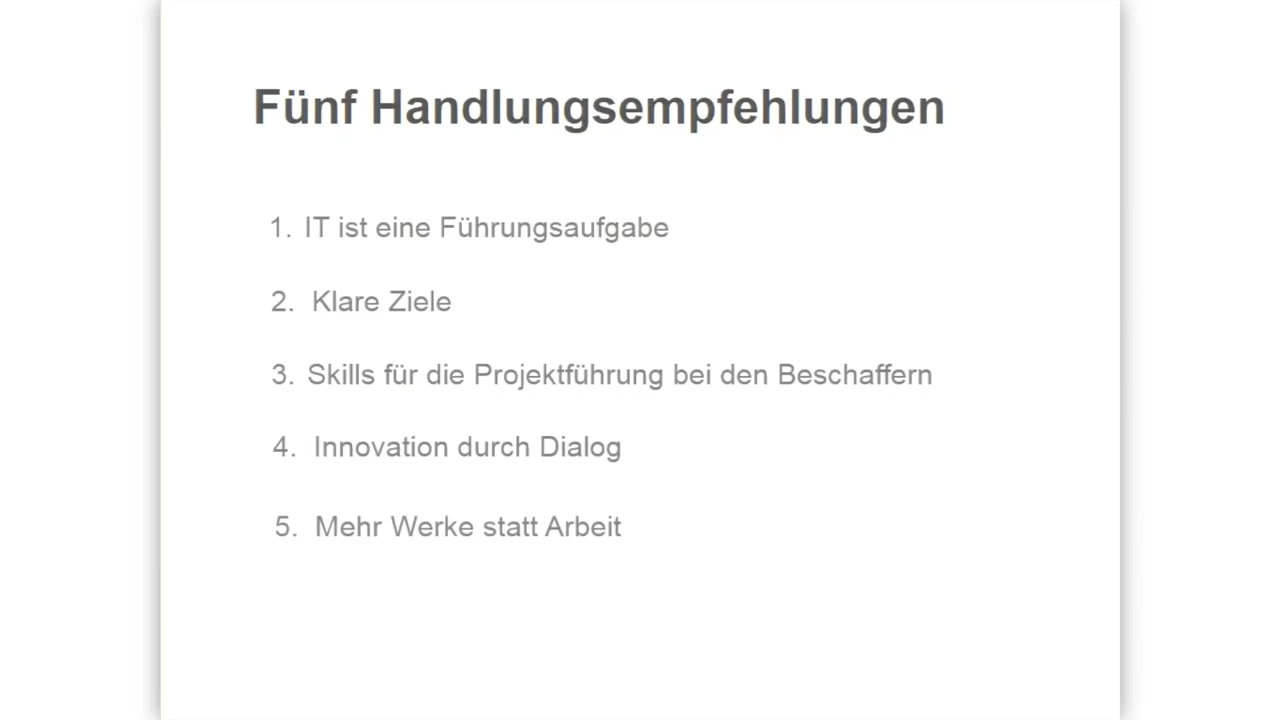 Fünf Handlungsempfehlungen
1. IT ist eine Führungsaufgabe
2. Klare Ziele
3. Skills für die Projektführung bei den Beschaffern
4. Innovation durch Dialog
5. Mehr Werke statt Arbeit